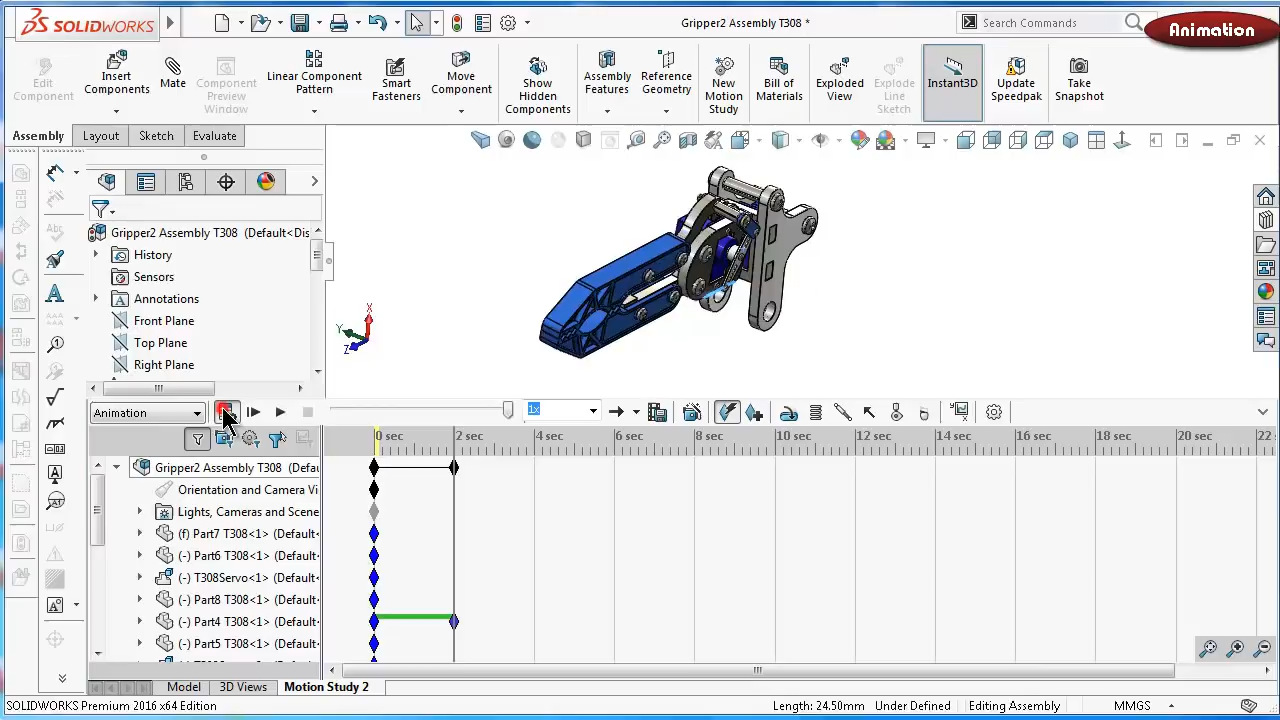 SOLIDWORKS
Gripper2 Assembly T308 *
Search Commands
Animation
Edit
Component
Insert
Components
Mate
Component
Preview
Window
Linear Component
Pattern
Smart
Fasteners
Move
Component
Show
Hidden
Components
Assembly
Features
Reference
Geometry
New
Motion
Study
Bill of
Materials
Exploded
View
Explode
Line
Sketch
Instant3D
Update
Speedpak
Take
Snapshot
Assembly
Layout
Sketch
Evaluate
Gripper2 Assembly T308 (Default<Dis
History
Sensors
Annotations
Front Plane
Top Plane
Right Plane
X
Y
Z
Animation
1x
0 sec
2 sec
4 sec
6 sec
8 sec
10 sec
12 sec
14 sec
16 sec
18 sec
20 sec
22
Gripper2 Assembly T308 (Defau
Orientation and Camera Vi
Lights, Cameras and Scene
(f) Part7 T308<1> (Default
(-) Part6 T308<1> (Default
(-) T308Servo<1> (Default
(-) Part8 T308<1> (Default
(-) Part4 T308<1> (Default
(-) Part5 T308<1> (Default
Model
3D Views
Motion Study 2
SOLIDWORKS Premium 2016 x64 Edition
Length: 24.50mm
Under Defined
Editing Assembly
MMGS